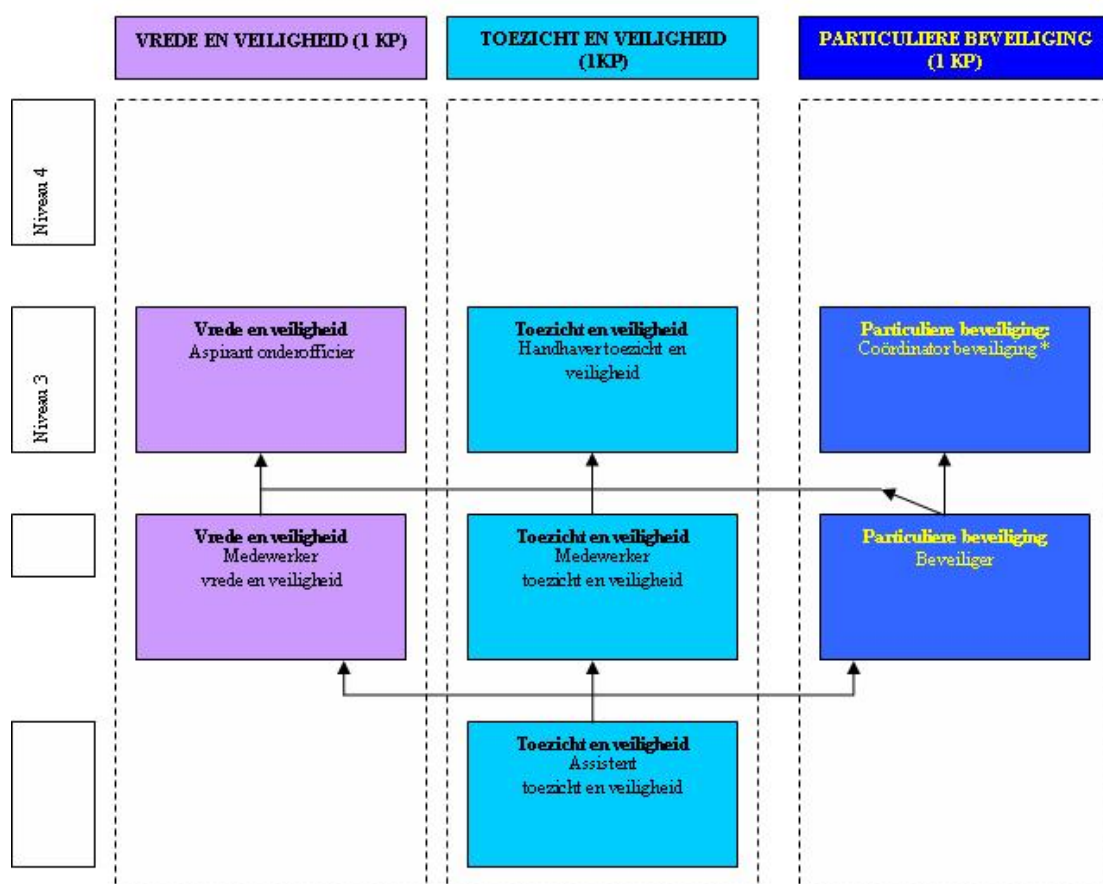 VREDE EN VEILIGHEID (1 KP)
TOEZICHT EN VEILIGHEID
(1KP)
PARTICULIERE BEVEILIGING
(1 KP)
Niveau 4
Niveau 3
Vrede en veiligheid
Aspirant onderofficier
Toezicht en veiligheid
Handhaver toezicht en
veiligheid
Particuliere beveiliging:
Coördinator beveiliging *
Vrede en veiligheid
Medewerker
vrede en veiligheid
Toezicht en veiligheid
Medewerker
toezicht en veiligheid
Particuliere beveiliging
Beveiliger
Toezicht en veiligheid
Assistent
toezicht en veiligheid